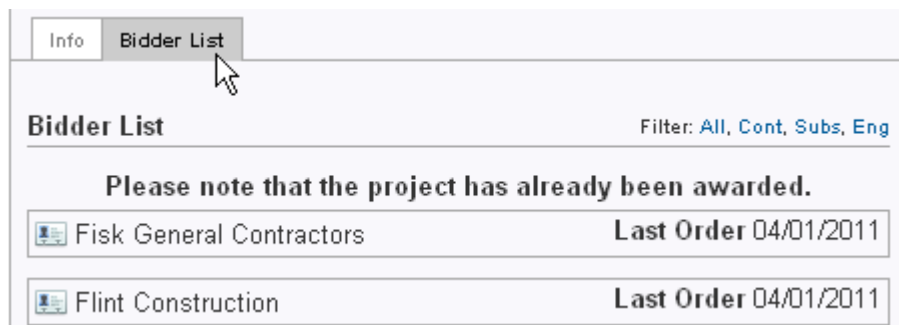 Info Bidder List
Bidder List Filter: All, Cont, Subs, Eng
Please note that the project has already been awarded.
Fisk General Contractors Last Order 04/01/2011
Flint Construction Last Order 04/01/2011